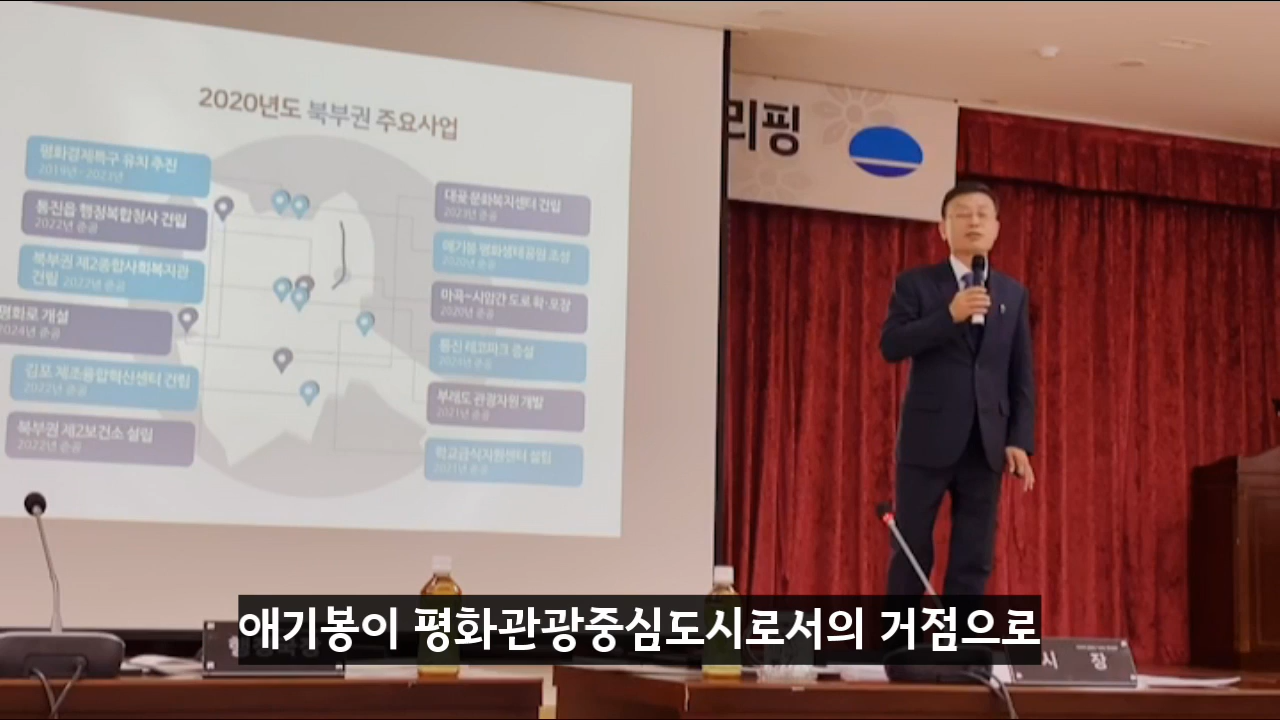 2020년도 북부권 주요사업
평화경제특구 유치 추진
2019년~2022년
통진읍 행정복합청사 건립
2022년 준공
북부권 제2종합사회복지관
건립 2022년 준공
평화로 개설
2024년 준공
김포 제조융합혁신센터 건립
2022년 준공
북부권 제2보건소 설립
2022년 준공
대곶문화복지센터 건립
2023년 준공
애기봉 평화생태공원 조성
2020년 준공
마곡~시암간 도로 확·포장
2020년 준공
통진 레코파크 증설
부래도 관광자원 개발
2021년 준공
학교급식지원센터 설립
2021년 준공
리핑
애기봉이 평화관광중심도시로서의 거점으로
시 장